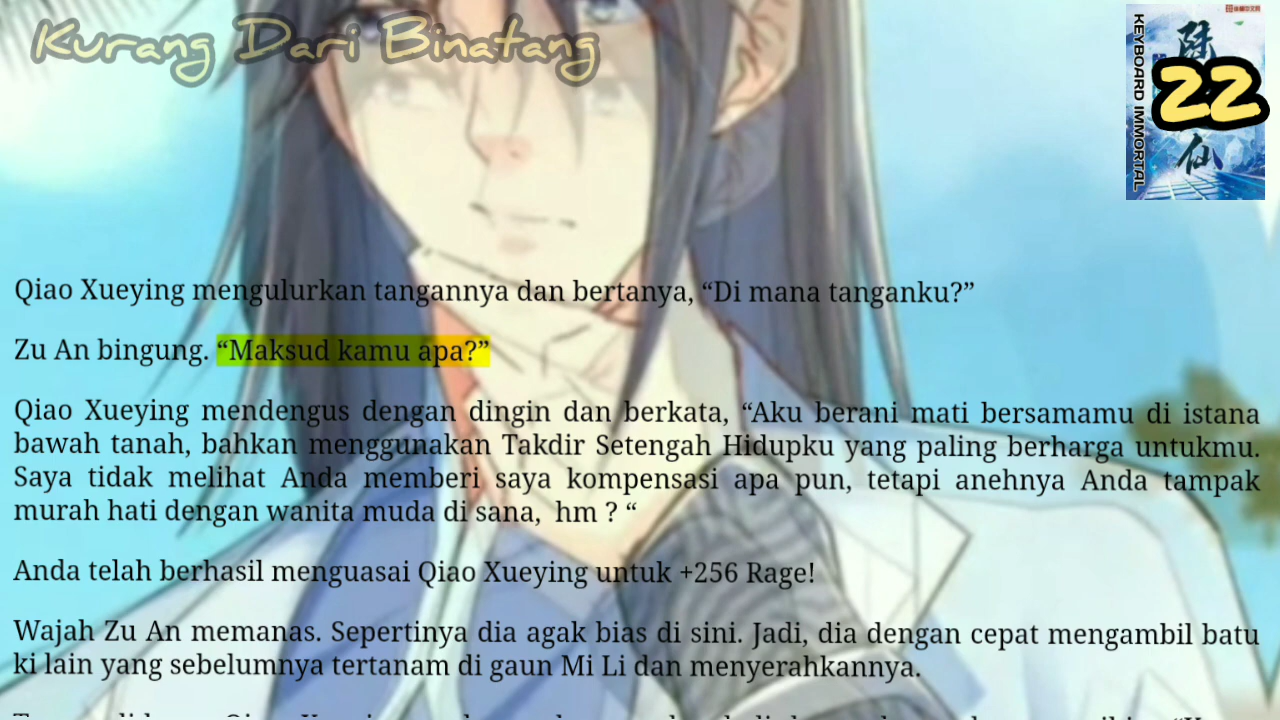 Kurang Dari Binatang
KEYBOARD IMMORTAL
22
仙
Qiao Xueying mengulurkan tangannya dan bertanya, “Di mana tanganku?”
Zu An bingung. “Maksud kamu apa?”
Qiao Xueying mendengus dengan dingin dan berkata, “Aku berani mati bersamamu di istana
bawah tanah, bahkan menggunakan Takdir Setengah Hidupku yang paling berharga untukmu.
Saya tidak melihat Anda memberi saya kompensasi apa pun, tetapi anehnya Anda tampak
murah hati dengan wanita muda di sana,  hm ? “
Anda telah berhasil menguasai Qiao Xueying untuk +256 Rage!
Wajah Zu An memanas. Sepertinya dia agak bias di sini. Jadi, dia dengan cepat mengambil batu
ki lain yang sebelumnya tertanam di gaun Mi Li dan menyerahkannya.